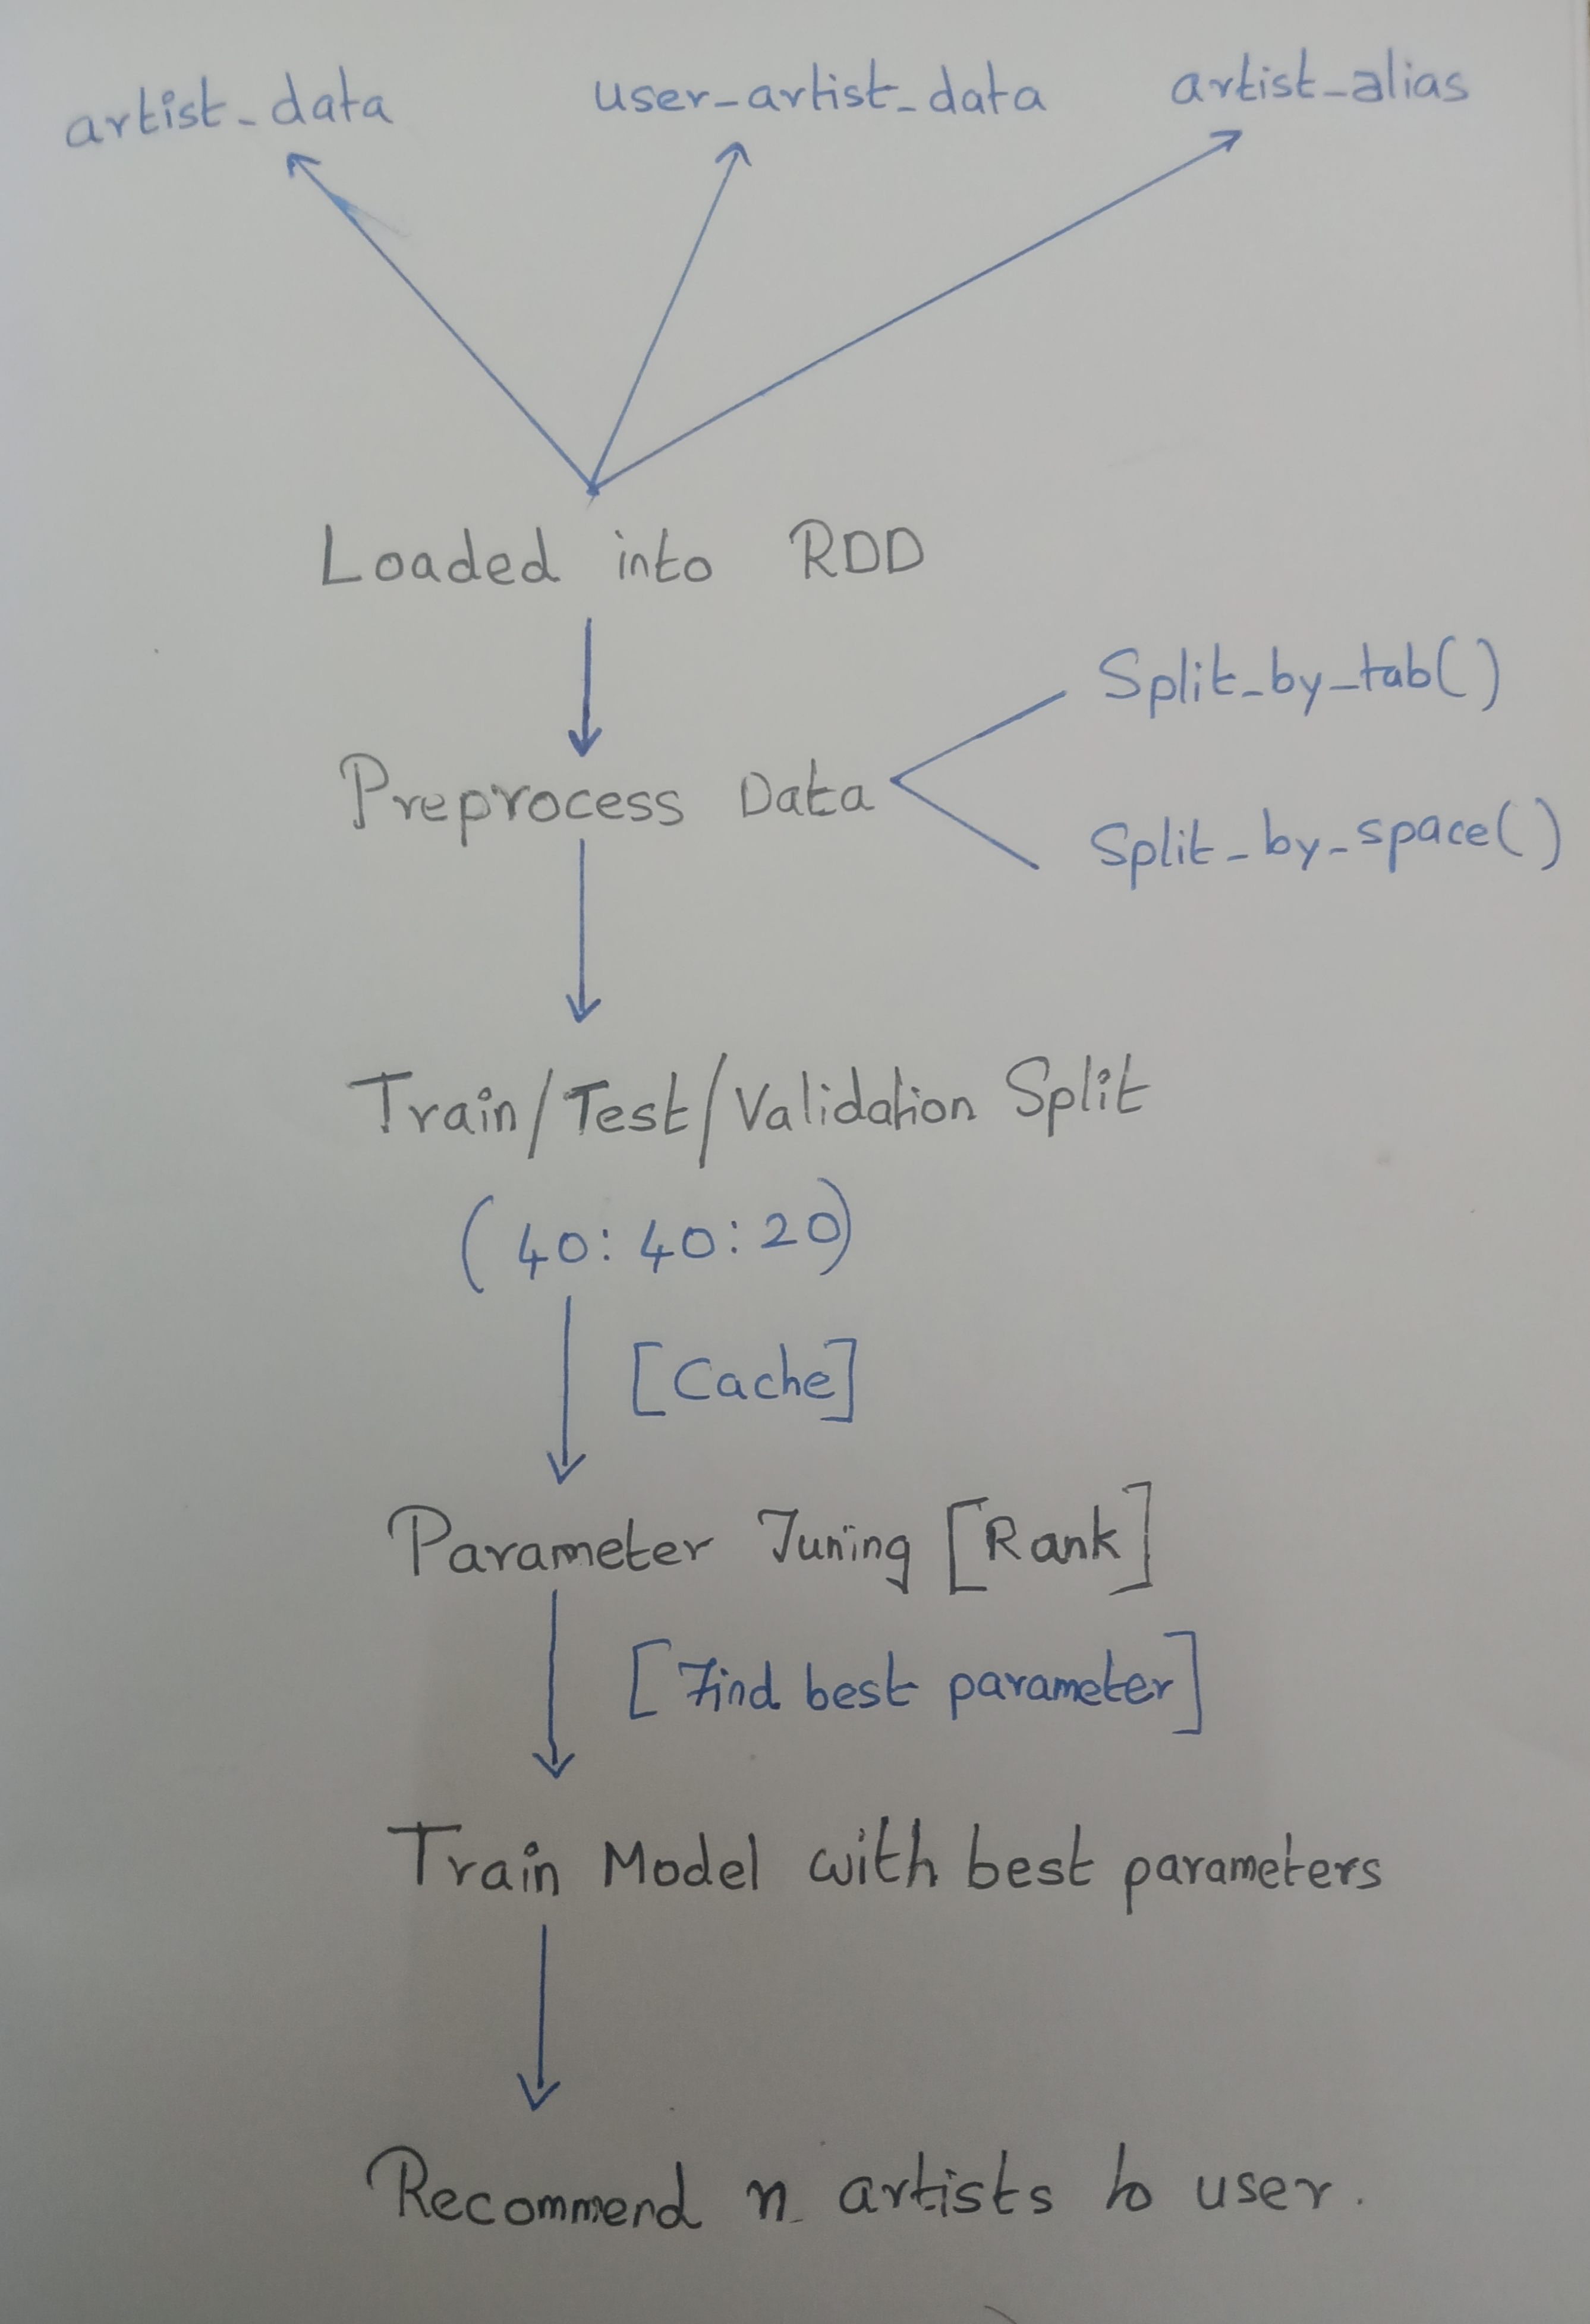 artist_data
user_artist_data
artist_alias
Loaded into RDD
Preprocess Data
Split_by_tab()
Split_by_space()
Train/Test/Validation Split
(40:40:20)
[Cache]
Parameter Tuning [Rank]
[Find best parameter]
Train Model with best parameters
Recommend n artists to user.